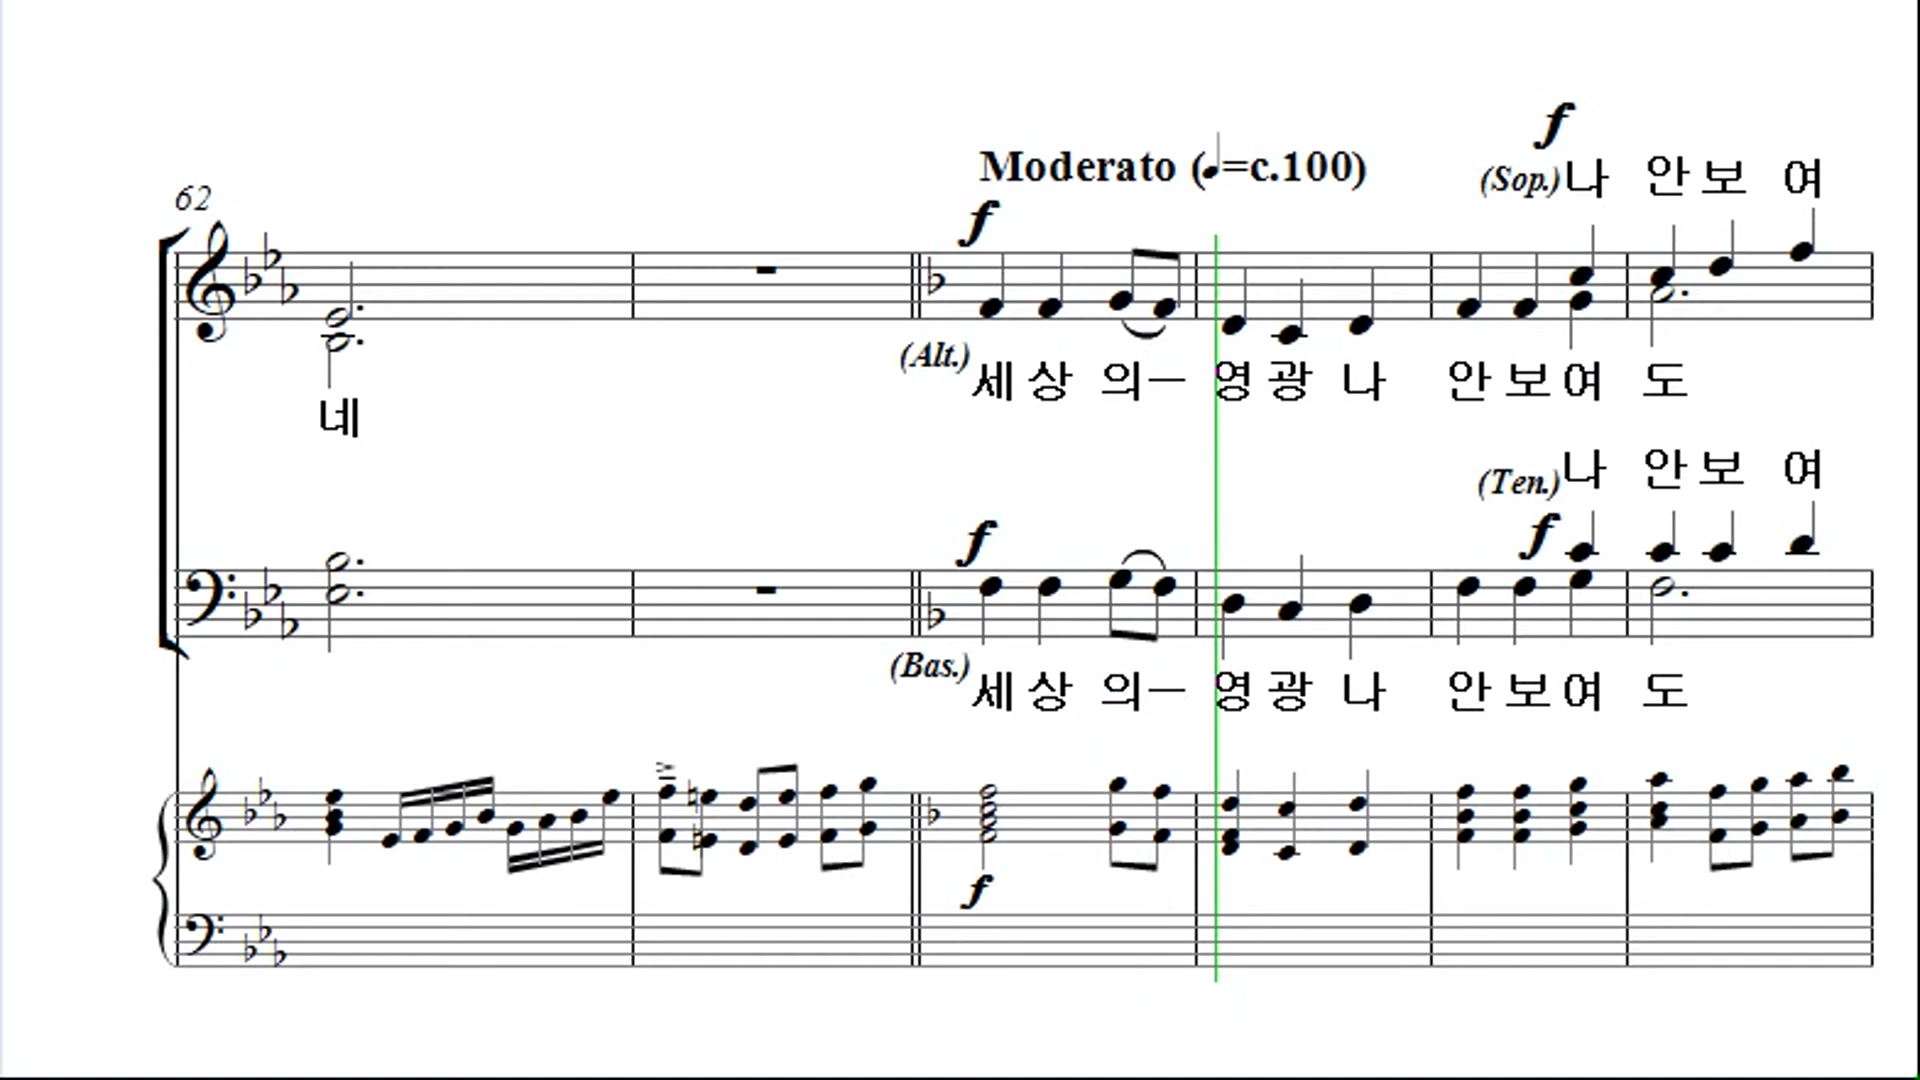 f
Moderato (♩=c.100)
(Sop.) 나 안 보 여
62
f
(Alt.) 세 상 의― 영 광 나 안 보 여 도
네
(Ten.) 나 안 보 여
f f
(Bas.) 세 상 의― 영 광 나 안 보 여 도
f